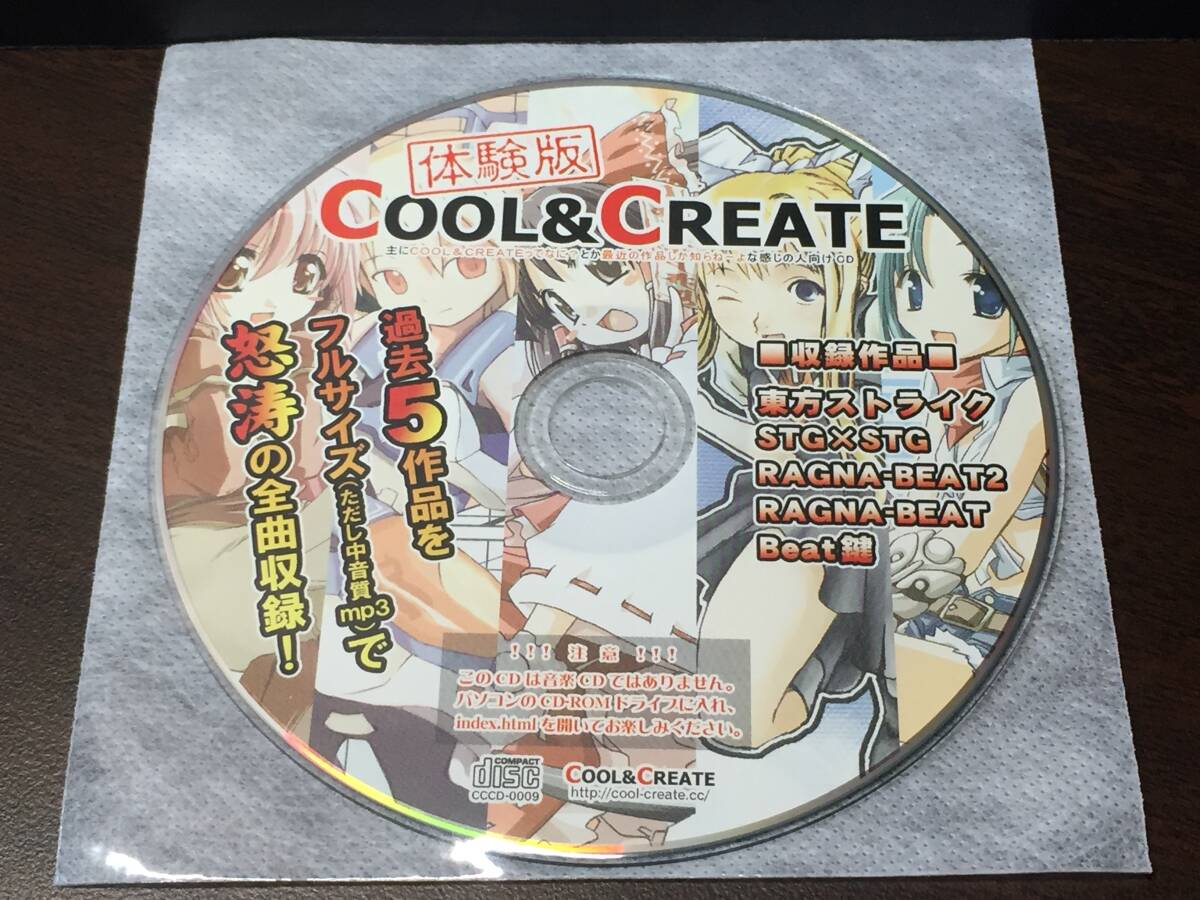 体験版
COOL&CREATE
主にCOOL&CREATEってなに？とか最近の作品しか知らねーよな感じの人向けCD
過去5作品を
フルサイズ(ただし中音質mp3)で
怒涛の全曲収録！
■収録作品■
東方ストライク
STG×STG
RAGNA-BEAT2
RAGNA-BEAT
Beat鍵
!!! 注意 !!!
このCDは音楽CDではありません。
パソコンのCD-ROMドライブに入れ、
index.htmlを開いてお楽しみください。
COMPACT
disc
CCCD-0009
COOL&CREATE
http://cool-create.cc/